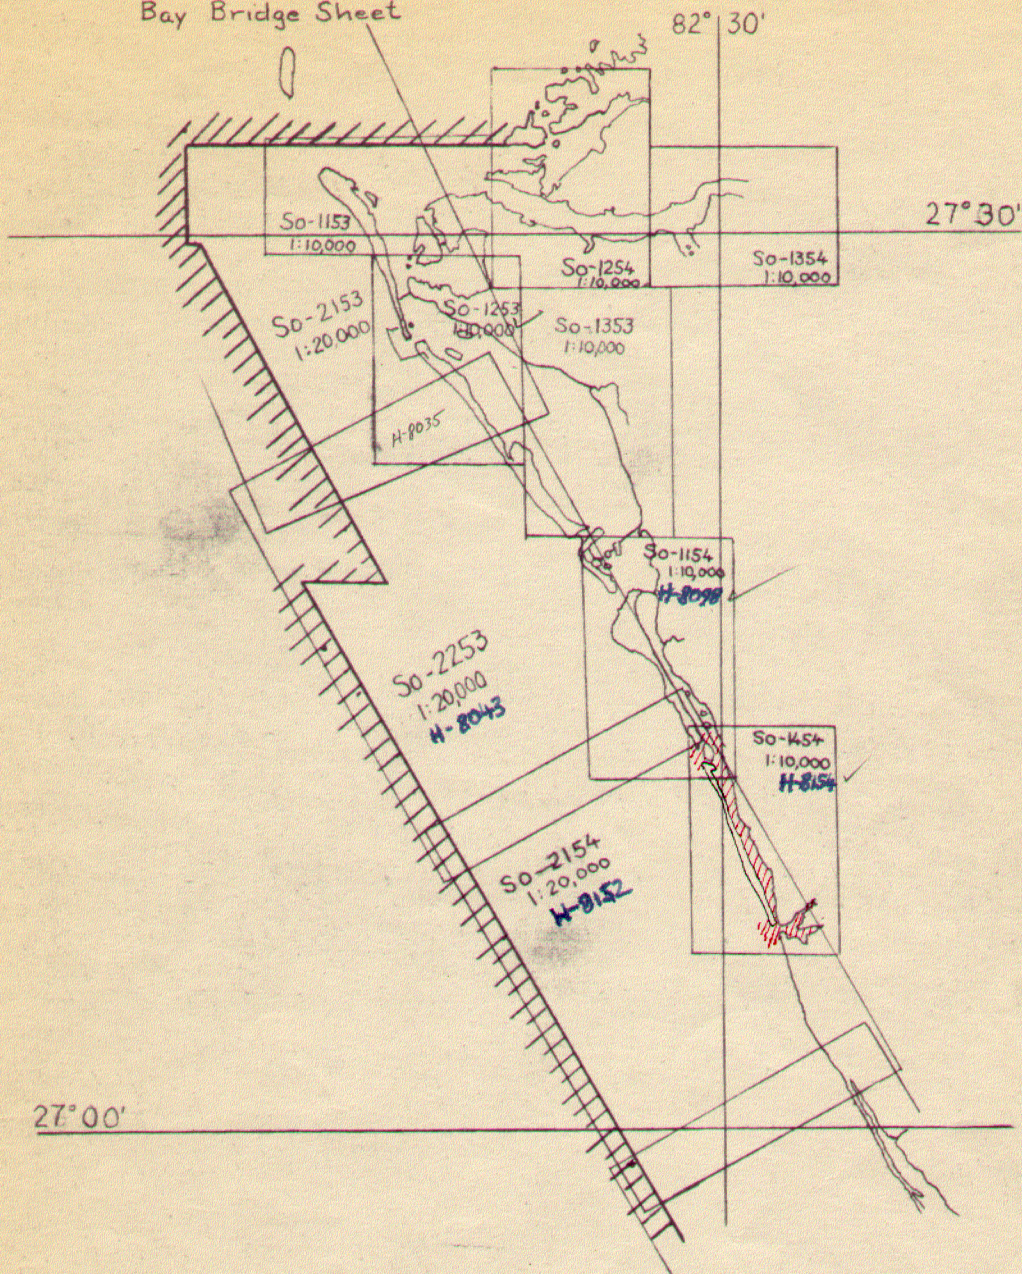 Bay Bridge Sheet
82° 30'
27° 30'
So-1153
1:10,000
So-1254
1:10,000
So-1354
1:10,000
So-2153
1:20,000
So-1253
1:10,000
So-1353
1:10,000
H-8035
So-1154
1:10,000
H-8098
So-2253
1:20,000
H-8043
So-1454
1:10,000
H-8154
So-2154
1:20,000
H-8152
27° 00'